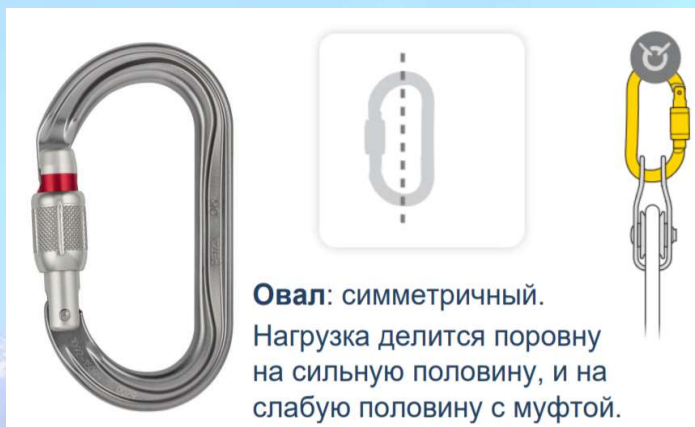 Овал: симметричный.
Нагрузка делится поровну
на сильную половину, и на
слабую половину с муфтой.